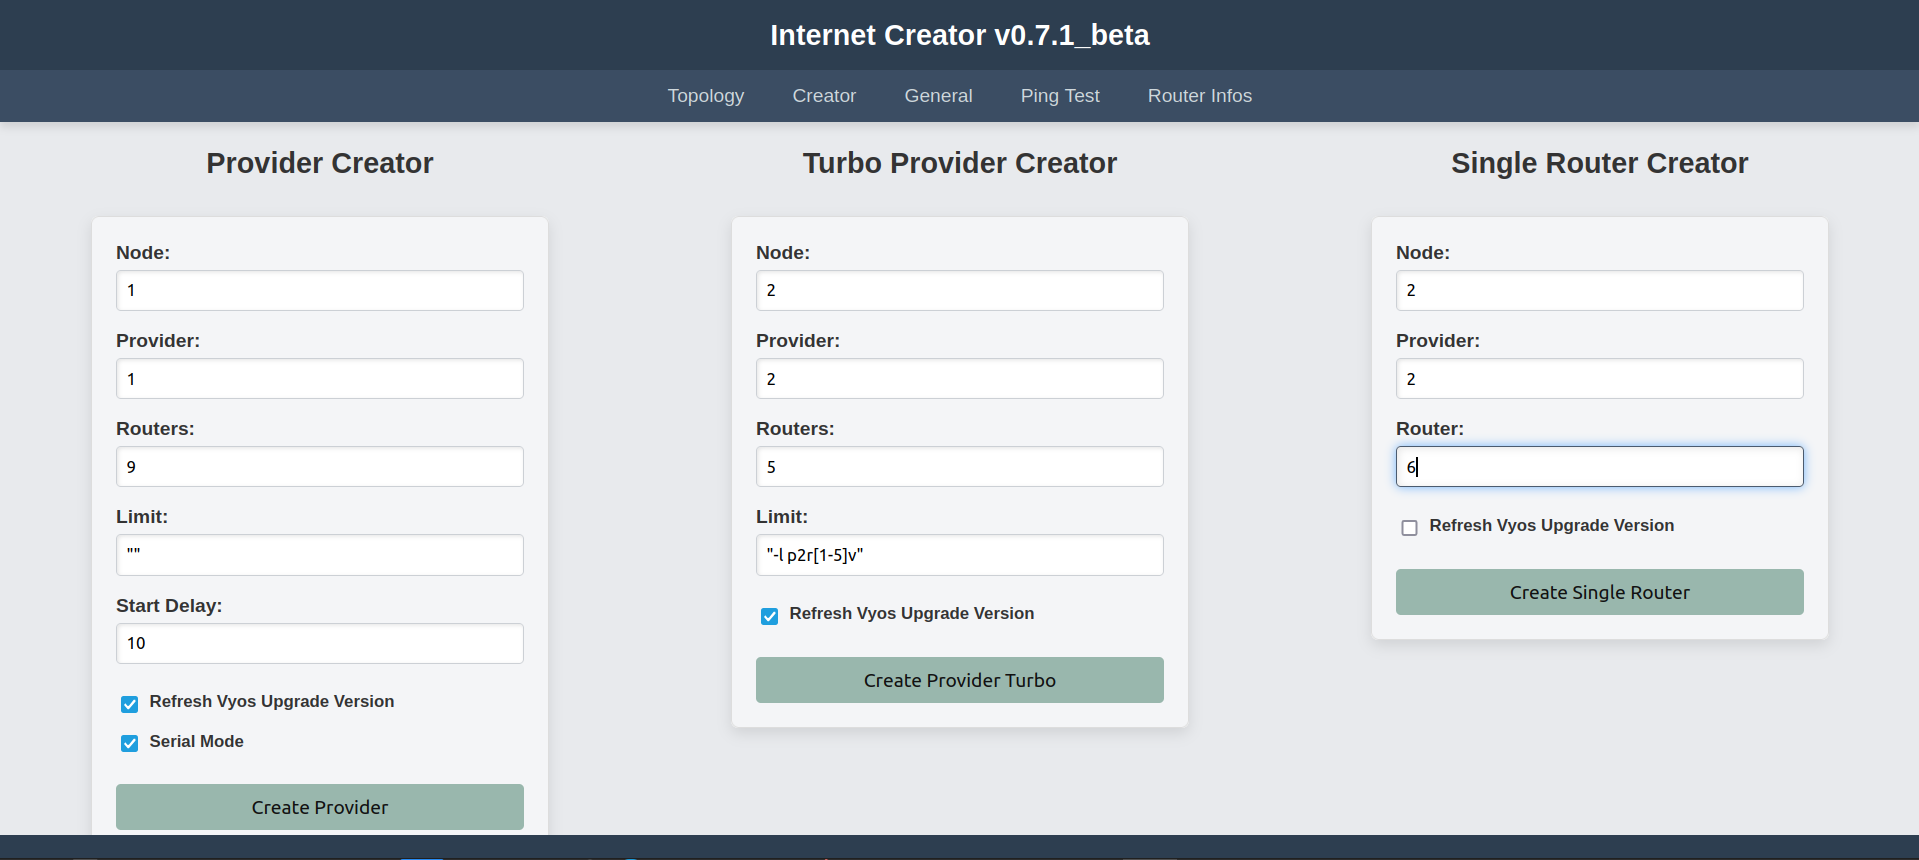 Internet Creator v0.7.1_beta
Topology Creator General Ping Test Router Infos
Provider Creator
Node:
1
Provider:
1
Routers:
9
Limit:
""
Start Delay:
10
Refresh Vyos Upgrade Version
Serial Mode
Create Provider
Turbo Provider Creator
Node:
2
Provider:
2
Routers:
5
Limit:
"-l p2r[1-5]v"
Refresh Vyos Upgrade Version
Create Provider Turbo
Single Router Creator
Node:
2
Provider:
2
Router:
6
Refresh Vyos Upgrade Version
Create Single Router